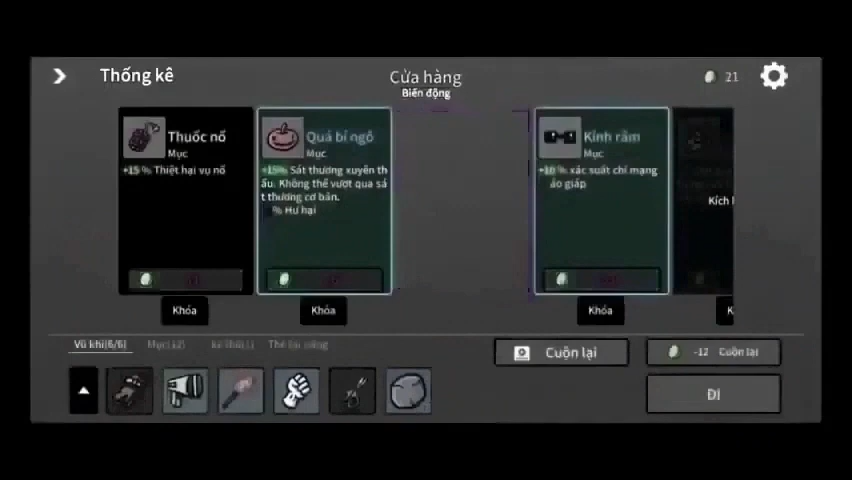 Thống kê
Cửa hàng
Biến động
21
Thuốc nổ
Mục
+15 % Thiệt hại vụ nổ
Khóa
Quả bí ngô
Mục
+15% Sát thương xuyên th
ấu. Không thể vượt qua sá
t thương cơ bản.
% Hư hại
Khóa
Kính râm
Mục
+10 % xác suất chí mạng
áo giáp
Khóa
Kích
K
Vũ khí(6/6)
Cuộn lại
-12 Cuộn lại
ĐI